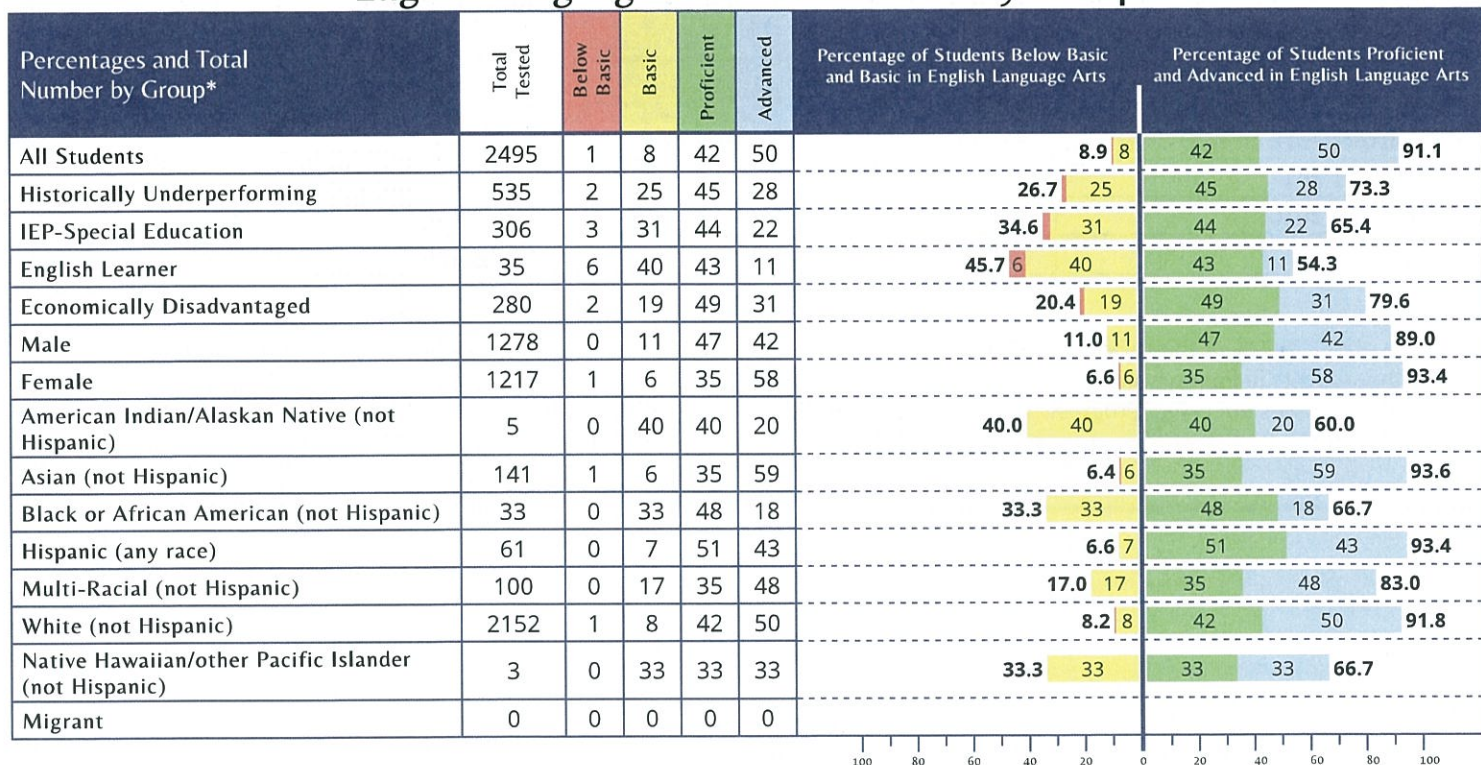 Percentages and Total
Number by Group*
Total
Tested
Below
Basic
Basic
Proficient
Advanced
Percentage of Students Below Basic
and Basic in English Language Arts
Percentage of Students Proficient
and Advanced in English Language Arts
All Students 2495 1 8 42 50 8.9 8 42 50 91.1
Historically Underperforming 535 2 25 45 28 26.7 25 45 28 73.3
IEP-Special Education 306 3 31 44 22 34.6 31 44 22 65.4
English Learner 35 6 40 43 11 45.7 6 40 43 11 54.3
Economically Disadvantaged 280 2 19 49 31 20.4 19 49 31 79.6
Male 1278 0 11 47 42 11.0 11 47 42 89.0
Female 1217 1 6 35 58 6.6 6 35 58 93.4
American Indian/Alaskan Native (not
Hispanic) 5 0 40 40 20 40.0 40 40 20 60.0
Asian (not Hispanic) 141 1 6 35 59 6.4 6 35 59 93.6
Black or African American (not Hispanic) 33 0 33 48 18 33.3 33 48 18 66.7
Hispanic (any race) 61 0 7 51 43 6.6 7 51 43 93.4
Multi-Racial (not Hispanic) 100 0 17 35 48 17.0 17 35 48 83.0
White (not Hispanic) 2152 1 8 42 50 8.2 8 42 50 91.8
Native Hawaiian/other Pacific Islander
(not Hispanic) 3 0 33 33 33 33.3 33 33 33 66.7
Migrant 0 0 0 0 0
100 80 60 40 20 0 20 40 60 80 100